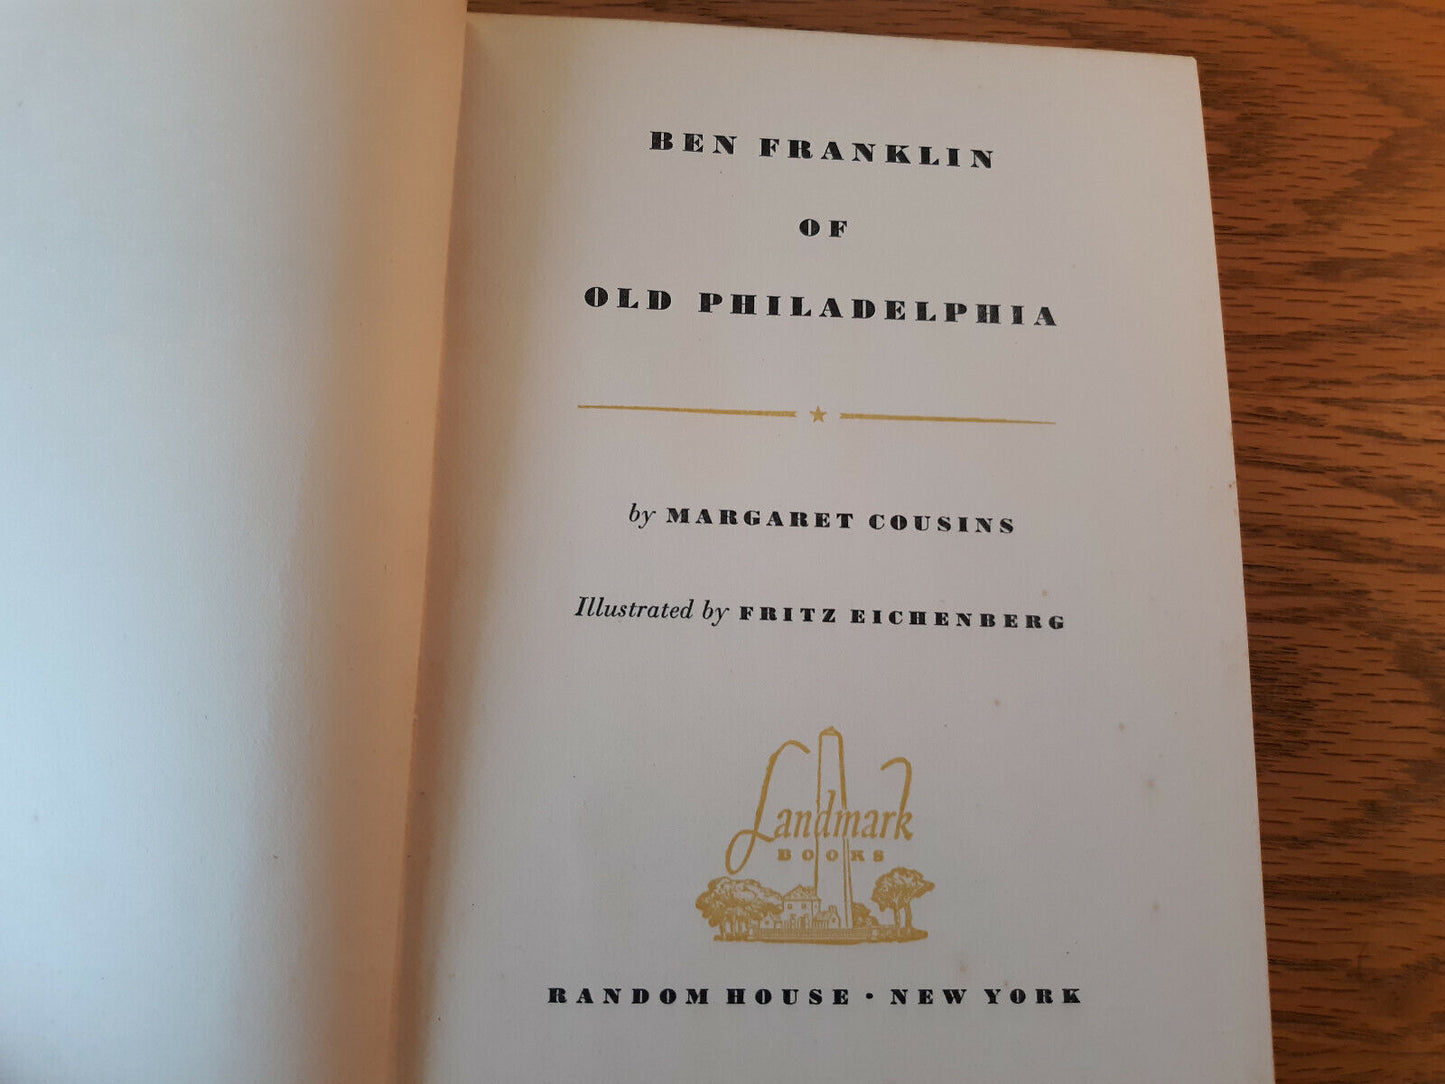 BEN FRANKLIN
OF
OLD PHILADELPHIA
by MARGARET COUSINS
Illustrated by FRITZ EICHENBERG
Landmark
BOOKS
RANDOM HOUSE · NEW YORK